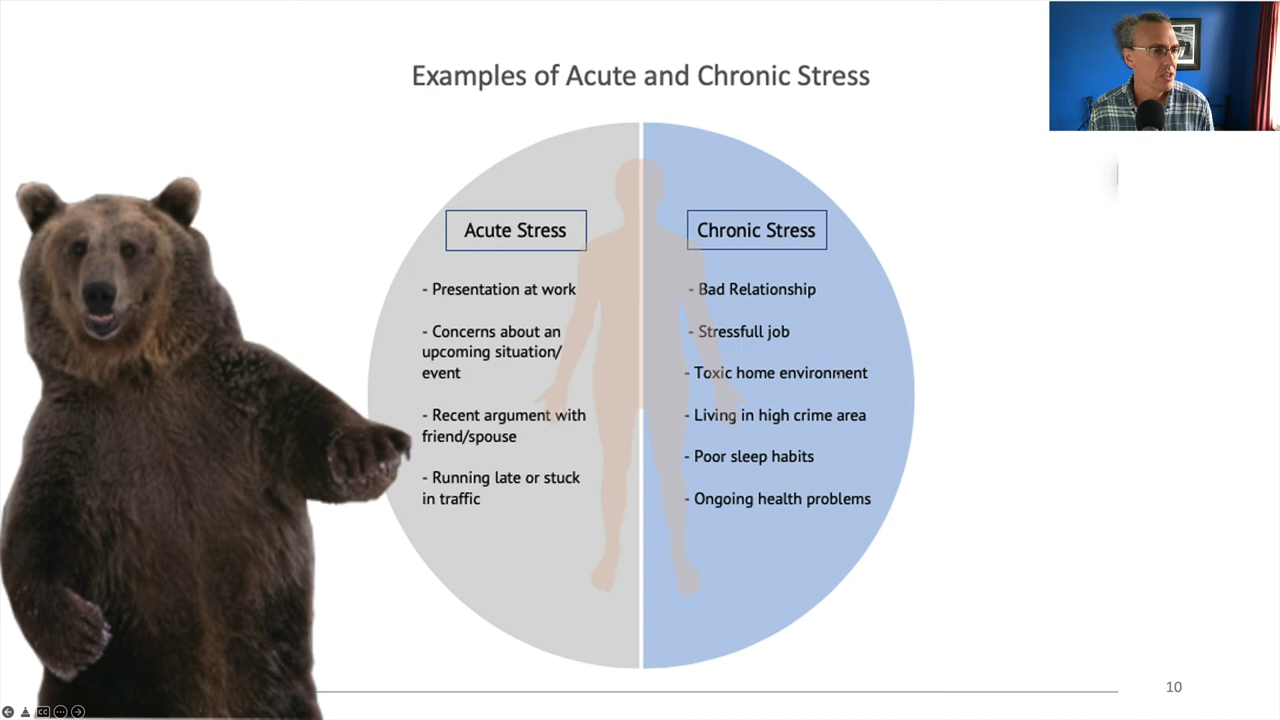 Examples of Acute and Chronic Stress
Acute Stress
- Presentation at work
- Concerns about an
upcoming situation/
event
- Recent argument with
friend/spouse
- Running late or stuck
in traffic
Chronic Stress
- Bad Relationship
- Stressfull job
- Toxic home environment
- Living in high crime area
- Poor sleep habits
- Ongoing health problems
10
CC